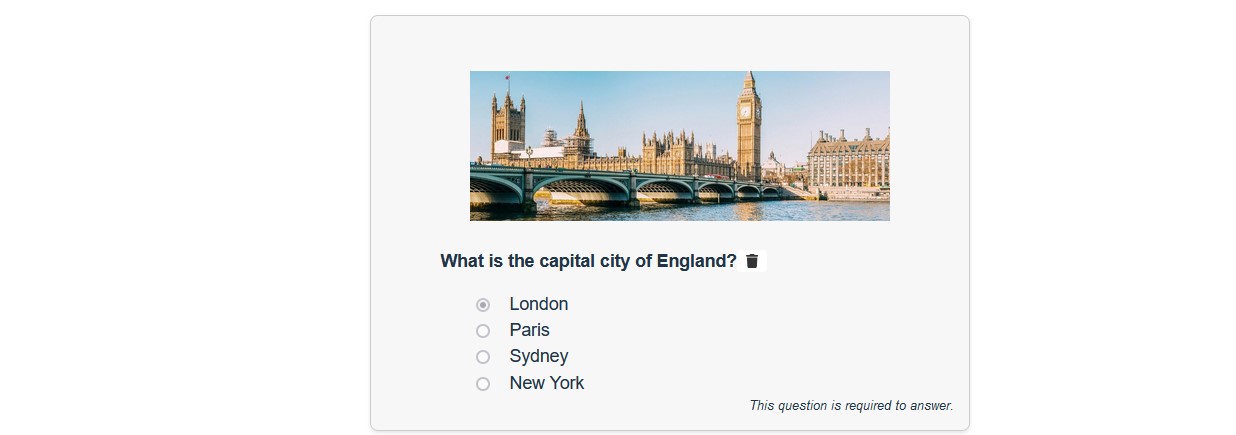 What is the capital city of England?
London
Paris
Sydney
New York
This question is required to answer.